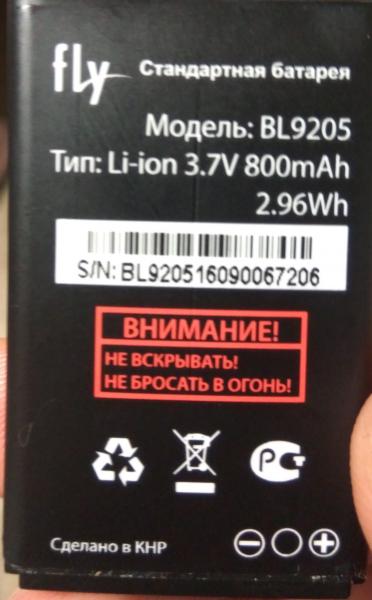 fly Стандартная батарея
Модель: BL9205
Тип: Li-ion 3.7V 800mAh
2.96Wh
S/N: BL920516090067206
ВНИМАНИЕ!
НЕ ВСКРЫВАТЬ!
НЕ БРОСАТЬ В ОГОНЬ!
Сделано в КНР